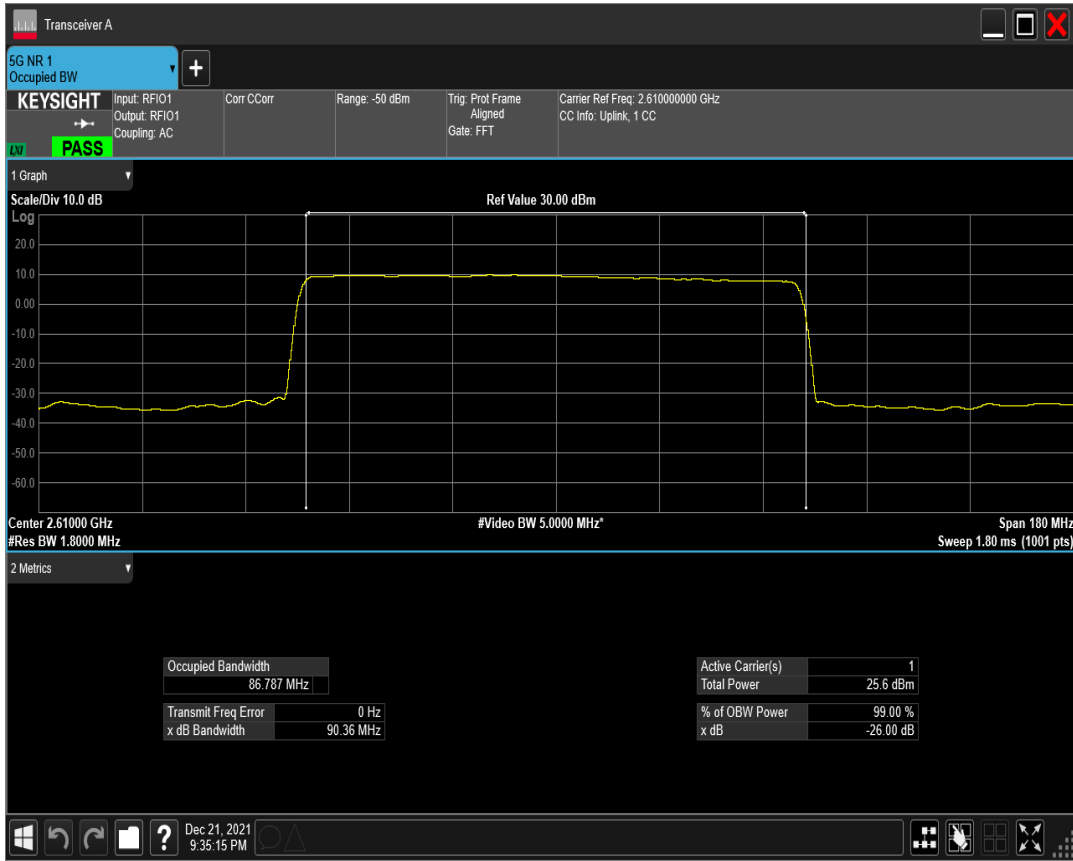 Transceiver A
5G NR 1
Occupied BW
+
KEYSIGHT
LXI
PASS
Input: RFIO1
Output: RFIO1
Coupling: AC
Corr CCorr
Range: -50 dBm
Trig: Prot Frame
Aligned
Gate: FFT
Carrier Ref Freq: 2.610000000 GHz
CC Info: Uplink, 1 CC
1 Graph
Scale/Div 10.0 dB
Ref Value 30.00 dBm
Log
20.0
10.0
0.00
-10.0
-20.0
-30.0
-40.0
-50.0
-60.0
Center 2.61000 GHz
#Video BW 5.0000 MHz*
Span 180 MHz
#Res BW 1.8000 MHz
Sweep 1.80 ms (1001 pts)
2 Metrics
Occupied Bandwidth
86.787 MHz
Transmit Freq Error 0 Hz
x dB Bandwidth 90.36 MHz
Active Carrier(s) 1
Total Power 25.6 dBm
% of OBW Power 99.00 %
x dB -26.00 dB
?
Dec 21, 2021
9:35:15 PM